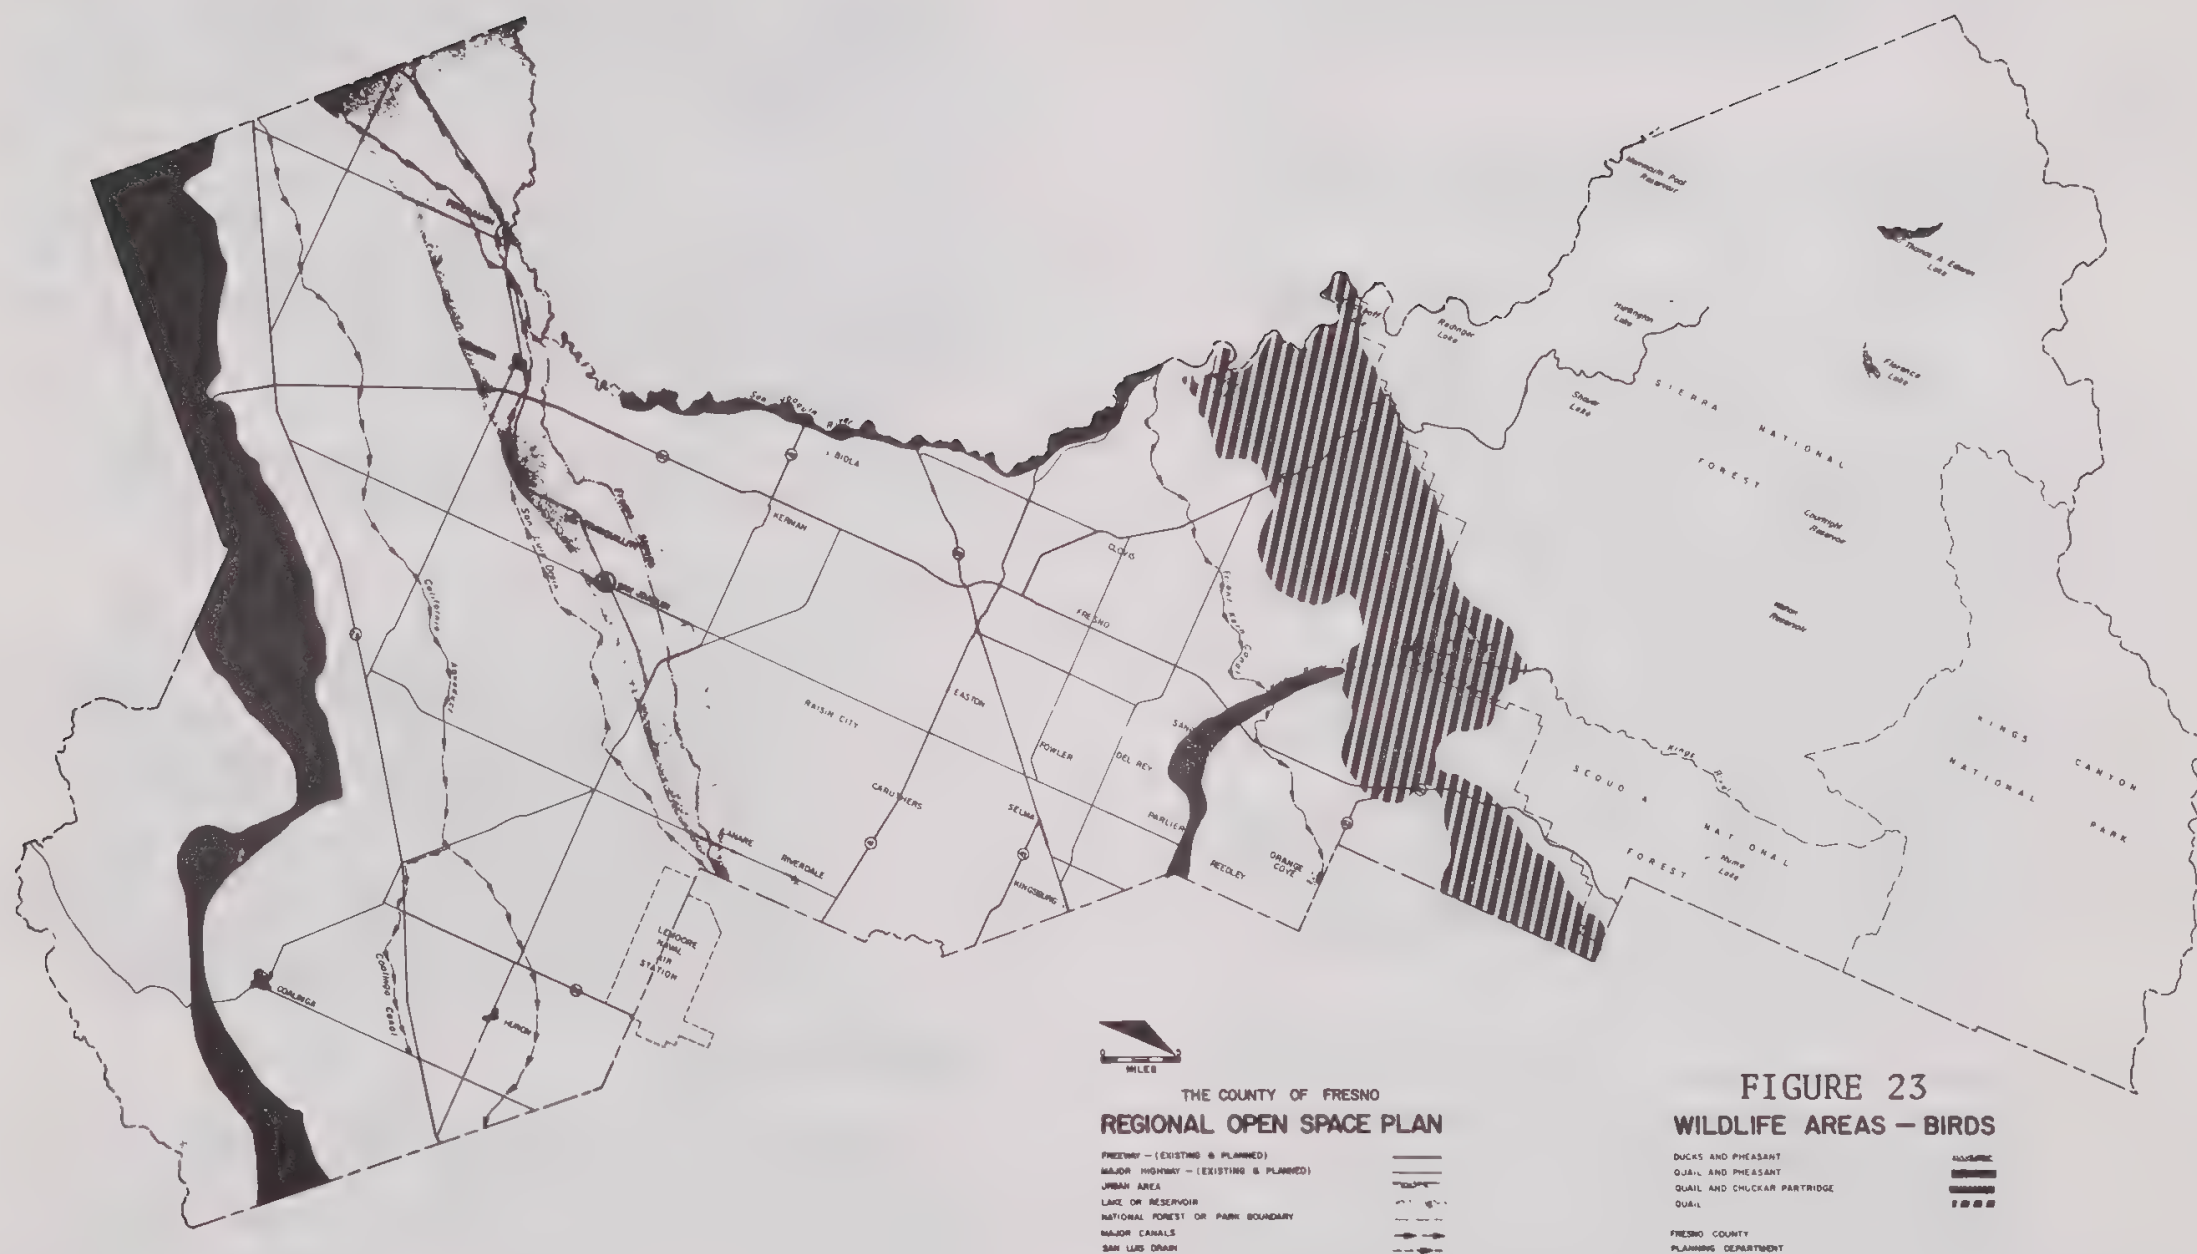 Mammoth Pool
Reservoir
Thomas A Edison
Lake
Huntington
Lake
Redinger
Lake
Florence
Lake
Shaver
Lake
SIERRA NATIONAL
FOREST
Courtright
Reservoir
San Joaquin
River
BIOLA
KERMAN
CLOVIS
FRESNO
Friant Kern Canal
San Luis Drain
California
Aqueduct
EASTON
RAISIN CITY
FOWLER
DEL REY
CARUTHERS
SELMA
PARLIER
LANARE
RIVERDALE
KINGSBURG
REEDLEY
ORANGE
COVE
LEMOORE
NAVAL
AIR
STATION
COALINGA
Coalinga Canal
HURON
Kings River
SEQUOIA
NATIONAL
FOREST
Hume
Lake
KINGS CANYON
NATIONAL PARK
MILES
THE COUNTY OF FRESNO
REGIONAL OPEN SPACE PLAN
FREEWAY - (EXISTING & PLANNED)
MAJOR HIGHWAY - (EXISTING & PLANNED)
URBAN AREA
LAKE OR RESERVOIR
NATIONAL FOREST OR PARK BOUNDARY
MAJOR CANALS
SAN LUIS DRAIN
FIGURE 23
WILDLIFE AREAS - BIRDS
DUCKS AND PHEASANT
QUAIL AND PHEASANT
QUAIL AND CHUCKAR PARTRIDGE
QUAIL
FRESNO COUNTY
PLANNING DEPARTMENT